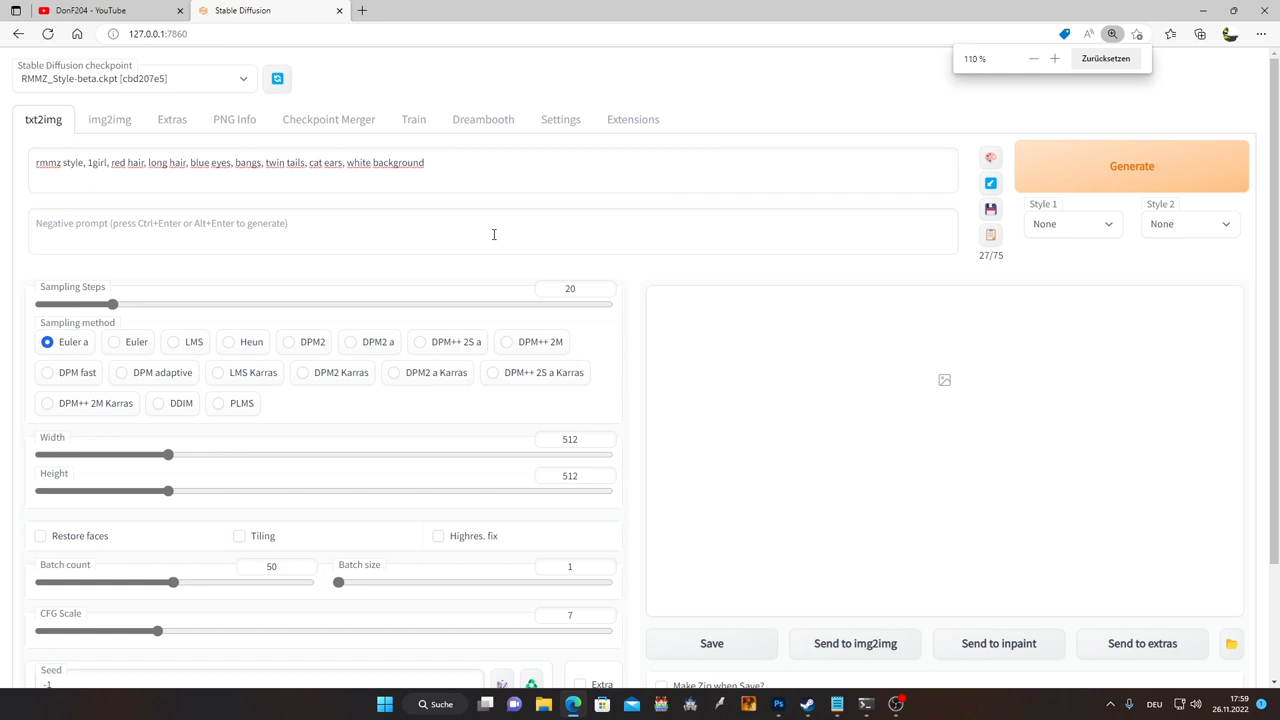 DonF204 - YouTube
Stable Diffusion
127.0.0.1:7860
110 %
Zurücksetzen
Stable Diffusion checkpoint
RMMZ_Style-beta.ckpt [cbd207e5]
txt2img
img2img
Extras
PNG Info
Checkpoint Merger
Train
Dreambooth
Settings
Extensions
rmmz style, 1girl, red hair, long hair, blue eyes, bangs, twin tails, cat ears, white background
Negative prompt (press Ctrl+Enter or Alt+Enter to generate)
27/75
Generate
Style 1
Style 2
None
None
Sampling Steps
20
Sampling method
Euler a
Euler
LMS
Heun
DPM2
DPM2 a
DPM++ 2S a
DPM++ 2M
DPM fast
DPM adaptive
LMS Karras
DPM2 Karras
DPM2 a Karras
DPM++ 2S a Karras
DPM++ 2M Karras
DDIM
PLMS
Width
512
Height
512
Restore faces
Tiling
Highres. fix
Batch count
50
Batch size
1
CFG Scale
7
Seed
-1
Extra
Save
Send to img2img
Send to inpaint
Send to extras
Make Zip when Save?
Suche
DEU
17:59
26.11.2022